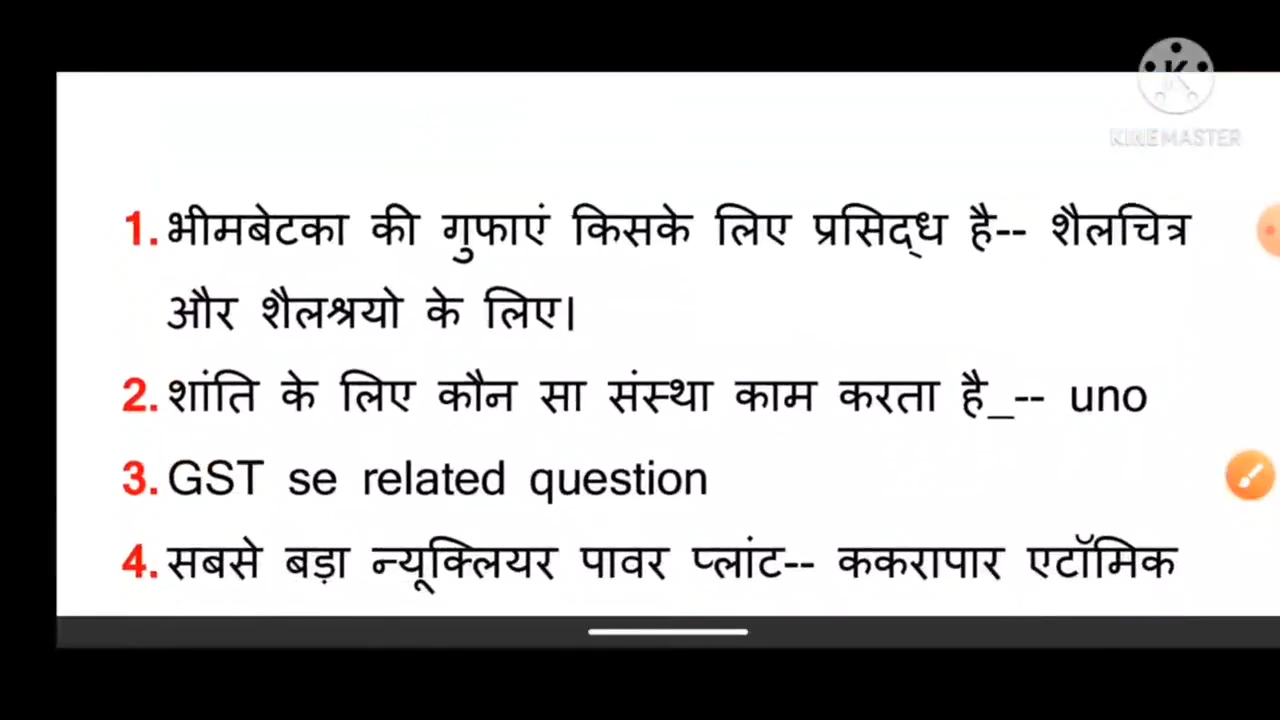 KINEMASTER
1. भीमबेटका की गुफाएं किसके लिए प्रसिद्ध है-- शैलचित्र
और शैलश्रयो के लिए।
2. शांति के लिए कौन सा संस्था काम करता है_-- uno
3. GST se related question
4. सबसे बड़ा न्यूक्लियर पावर प्लांट-- ककरापार एटॉमिक